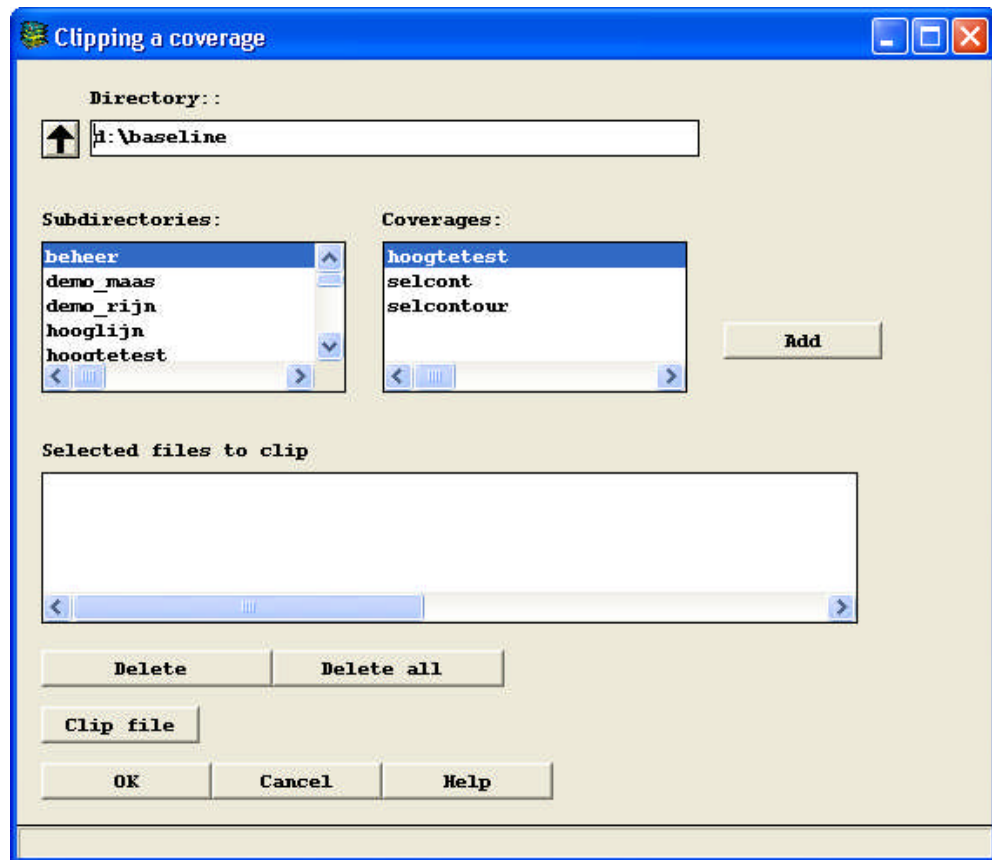 Clipping a coverage
Directory::
d:\baseline
Subdirectories:
beheer
demo_maas
demo_rijn
hooglijn
hoogtetest
Coverages:
hoogtetest
selcont
selcontour
Add
Selected files to clip
Delete
Delete all
Clip file
OK
Cancel
Help